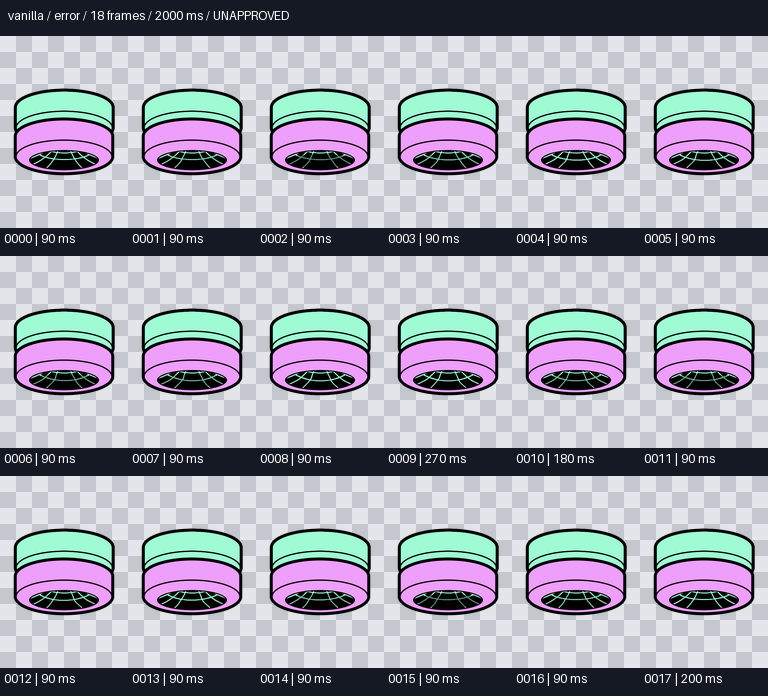 vanilla / error / 18 frames / 2000 ms / UNAPPROVED
0000 | 90 ms 0001 | 90 ms 0002 | 90 ms 0003 | 90 ms 0004 | 90 ms 0005 | 90 ms
0006 | 90 ms 0007 | 90 ms 0008 | 90 ms 0009 | 270 ms 0010 | 180 ms 0011 | 90 ms
0012 | 90 ms 0013 | 90 ms 0014 | 90 ms 0015 | 90 ms 0016 | 90 ms 0017 | 200 ms